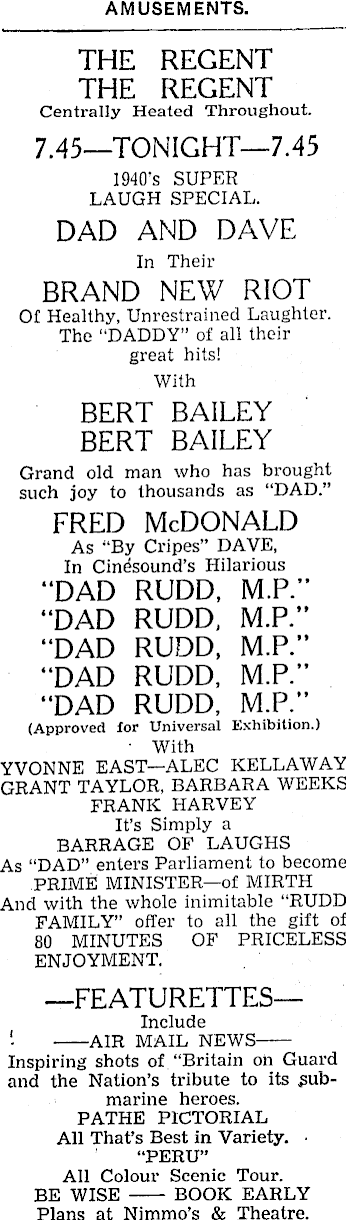 AMUSEMENTS.
THE REGENT
THE REGENT
Centrally Heated Throughout.
7.45—TONIGHT—7.45
1940's SUPER
LAUGH SPECIAL.
DAD AND DAVE
In Their
BRAND NEW RIOT
Of Healthy, Unrestrained Laughter.
The "DADDY" of all their
great hits!
With
BERT BAILEY
BERT BAILEY
Grand old man who has brought
such joy to thousands as "DAD."
FRED McDONALD
As "By Cripes" DAVE,
In Cinésound's Hilarious
"DAD RUDD, M.P."
"DAD RUDD, M.P."
"DAD RUDD, M.P."
"DAD RUDD, M.P."
"DAD RUDD, M.P."
(Approved for Universal Exhibition.)
With
YVONNE EAST—ALEC KELLAWAY
GRANT TAYLOR, BARBARA WEEKS
FRANK HARVEY
It's Simply a
BARRAGE OF LAUGHS
As "DAD" enters Parliament to become
PRIME MINISTER—of MIRTH
And with the whole inimitable "RUDD
FAMILY" offer to all the gift of
80 MINUTES OF PRICELESS
ENJOYMENT.
—FEATURETTES—
Include
——AIR MAIL NEWS——
Inspiring shots of "Britain on Guard
and the Nation's tribute to its sub-
marine heroes.
PATHE PICTORIAL
All That's Best in Variety.
"PERU"
All Colour Scenic Tour.
BE WISE —— BOOK EARLY
Plans at Nimmo's & Theatre.